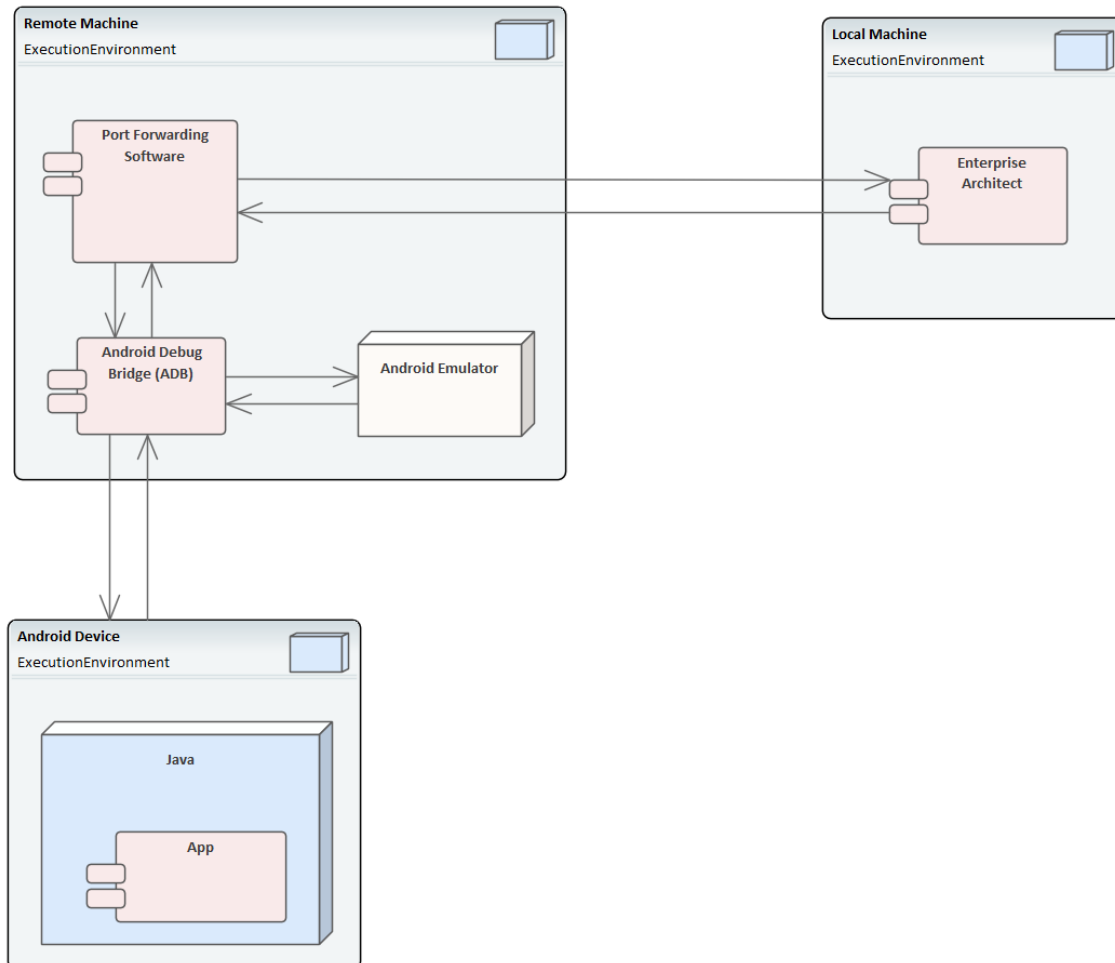 Remote Machine
ExecutionEnvironment
Local Machine
ExecutionEnvironment
Port Forwarding
Software
Enterprise
Architect
Android Debug
Bridge (ADB)
Android Emulator
Android Device
ExecutionEnvironment
Java
App